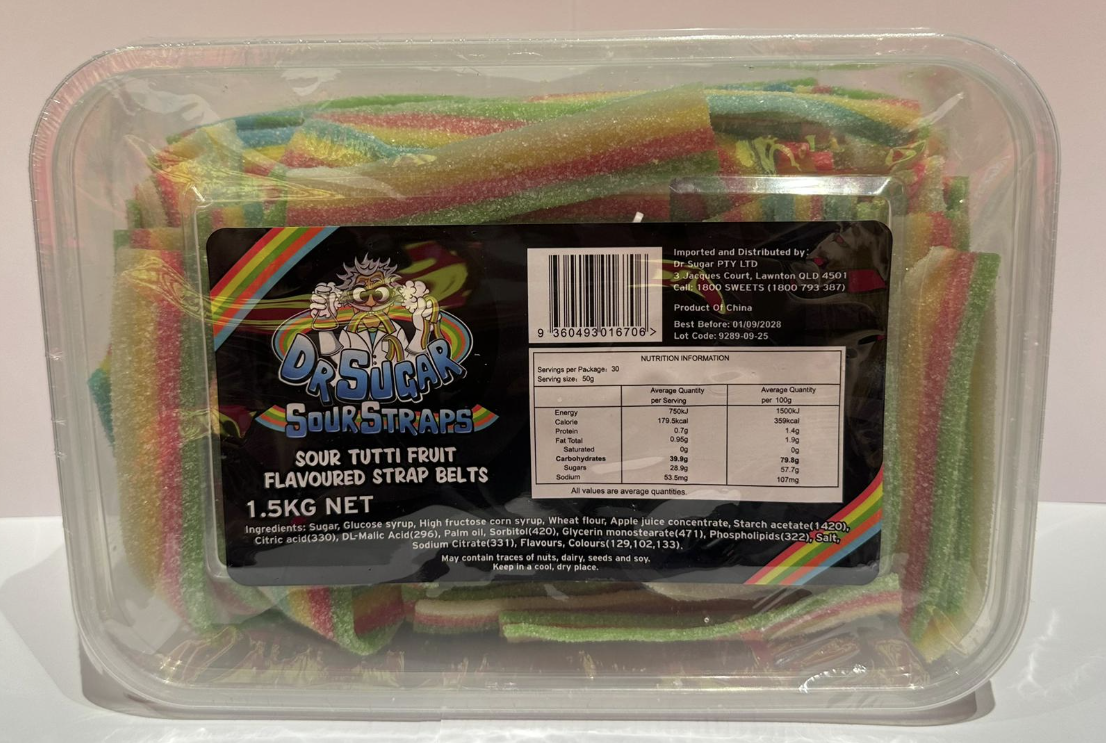 DR SUGAR
SOUR STRAPS
SOUR TUTTI FRUIT
FLAVOURED STRAP BELTS
1.5KG NET
9 360493 016706 >
Imported and Distributed by:
Dr Sugar PTY LTD
3 Jacques Court, Lawnton QLD 4501
Call: 1800 SWEETS (1800 793 387)
Product Of China
Best Before: 01/09/2028
Lot Code: 9289-09-25
NUTRITION INFORMATION
Servings per Package: 30
Serving size: 50g
Average Quantity per Serving Average Quantity per 100g
Energy 750kJ 1500kJ
Calorie 179.5kcal 359kcal
Protein 0.7g 1.4g
Fat Total 0.95g 1.9g
Saturated 0g 0g
Carbohydrates 39.9g 79.8g
Sugars 28.9g 57.7g
Sodium 53.5mg 107mg
All values are average quantities.
Ingredients: Sugar, Glucose syrup, High fructose corn syrup, Wheat flour, Apple juice concentrate, Starch acetate(1420),
Citric acid(330), DL-Malic Acid(296), Palm oil, Sorbitol(420), Glycerin monostearate(471), Phospholipids(322), Salt,
Sodium Citrate(331), Flavours, Colours(129,102,133).
May contain traces of nuts, dairy, seeds and soy.
Keep in a cool, dry place.